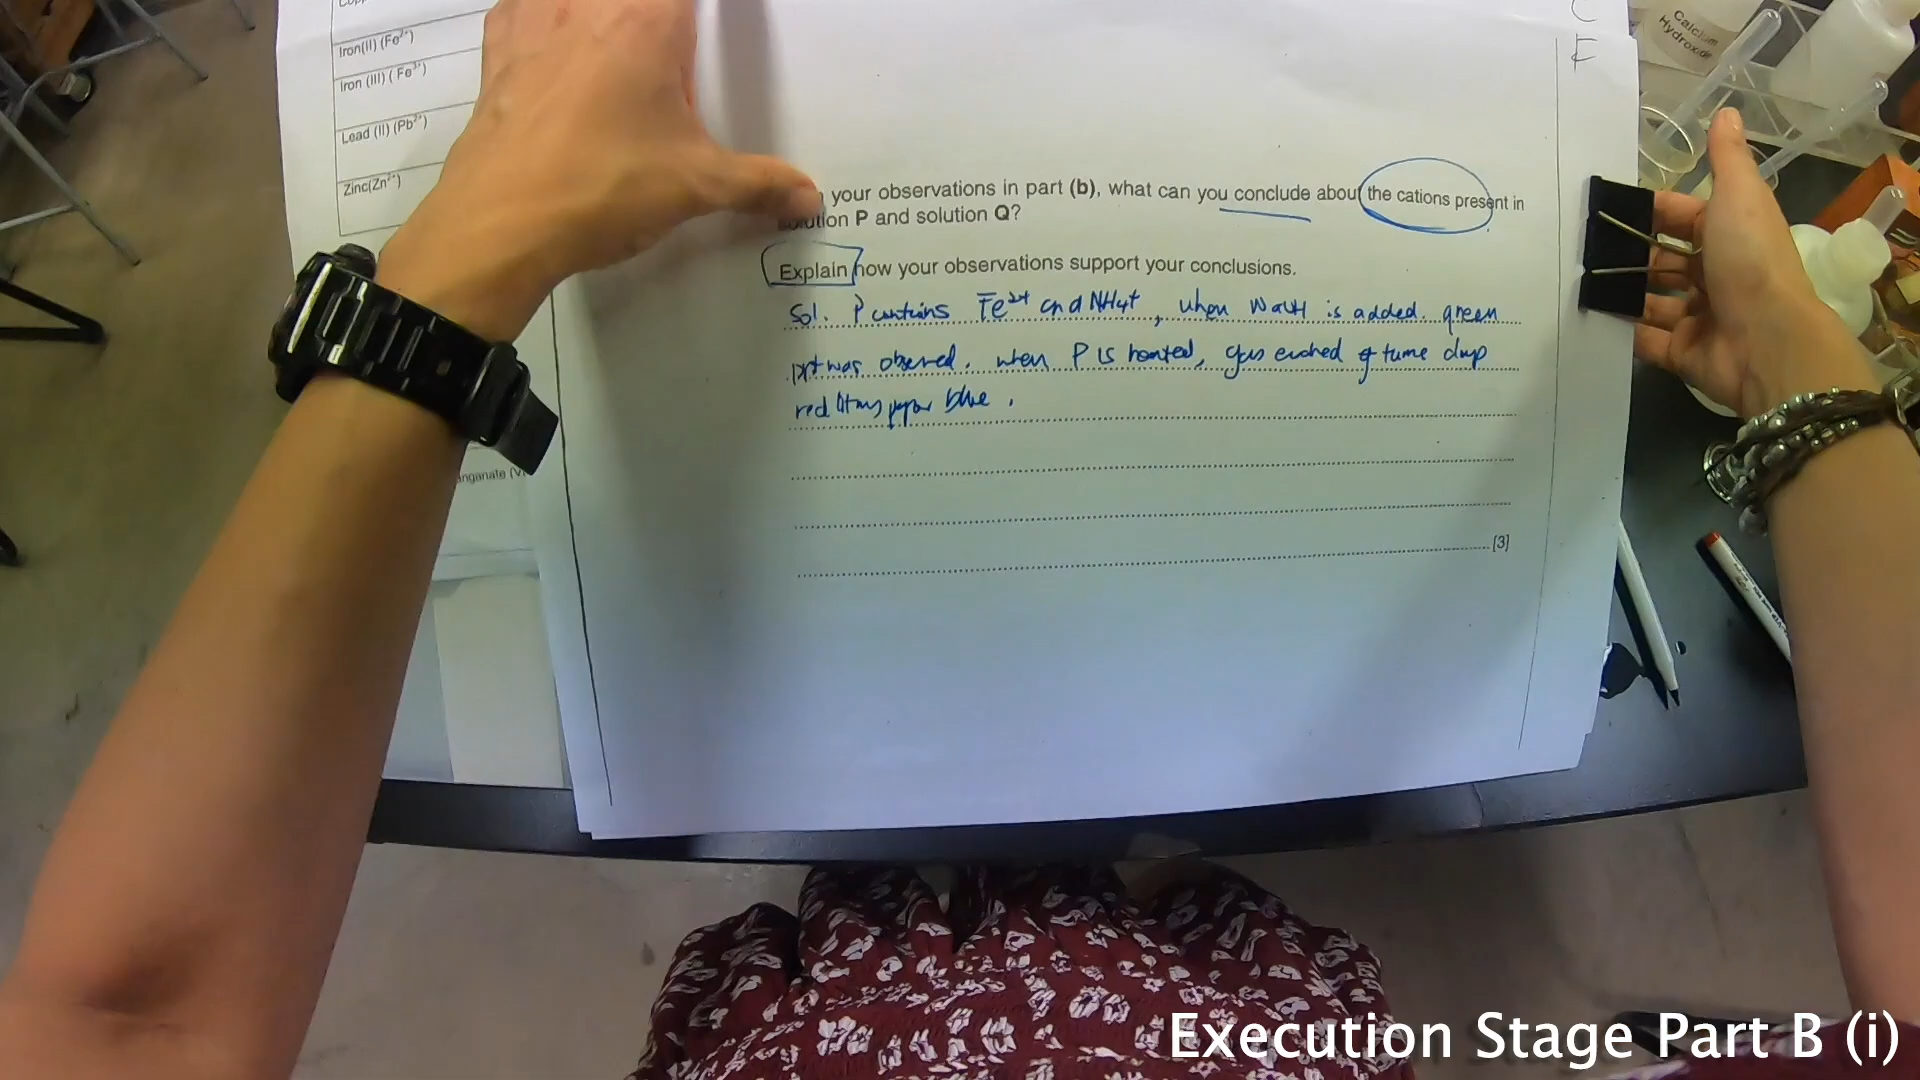 Iron(II) (Fe²⁺)
Iron (III) ( Fe³⁺)
Lead (II) (Pb²⁺)
Zinc(Zn²⁺)
Calcium
Hydroxide
your observations in part (b), what can you conclude about the cations present in
solution P and solution Q?
Explain how your observations support your conclusions.
Sol. P contains Fe²⁺ and NH4⁺, when NaOH is added. green
ppt was observed. when P is heated, gas evolved turns damp
red litmus paper blue.
[3]
Execution Stage Part B (i)